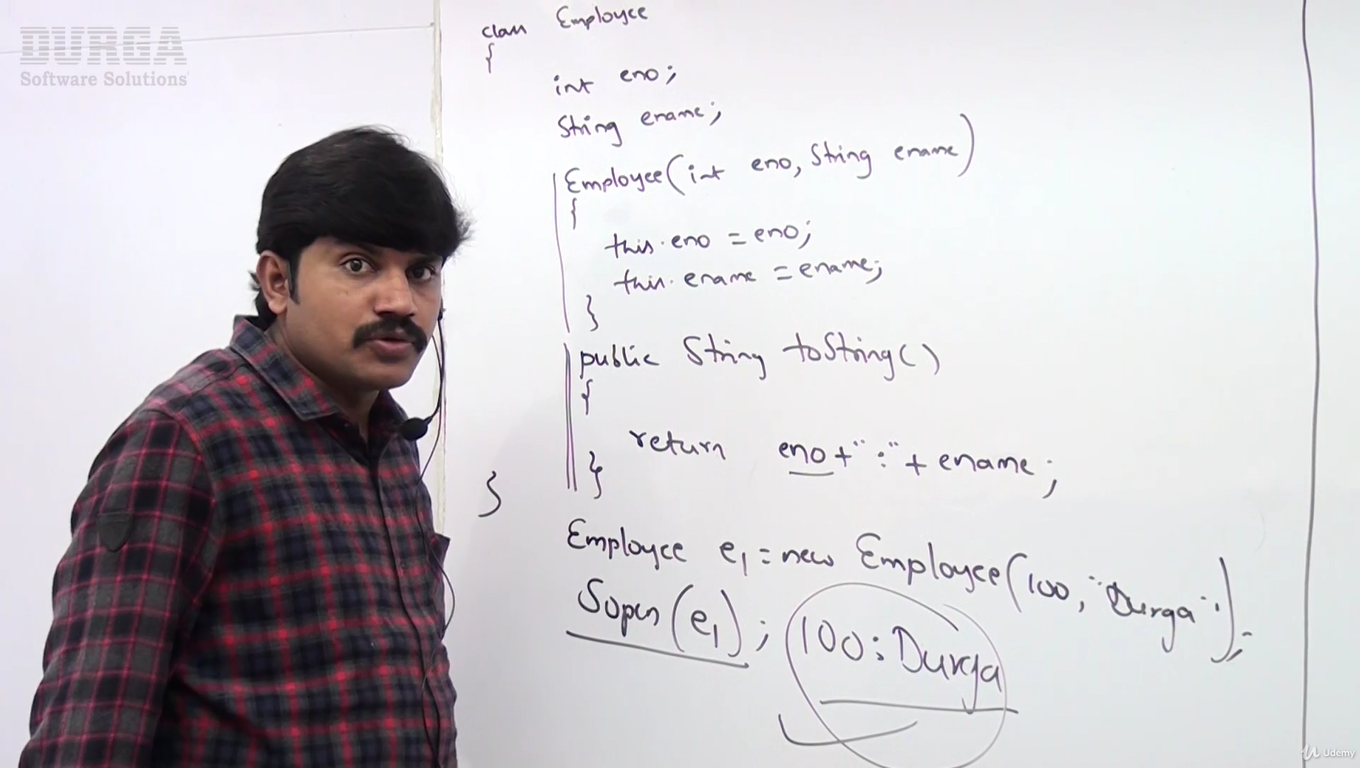 DURGA
Software Solutions
class Employee
{
int eno;
String ename;
Employee(int eno, String ename)
{
this.eno = eno;
this.ename = ename;
}
public String toString()
{
return eno+":"+ ename;
}
}
Employee e1 = new Employee(100, "Durga");
Sopln(e1); 100:Durga
Udemy